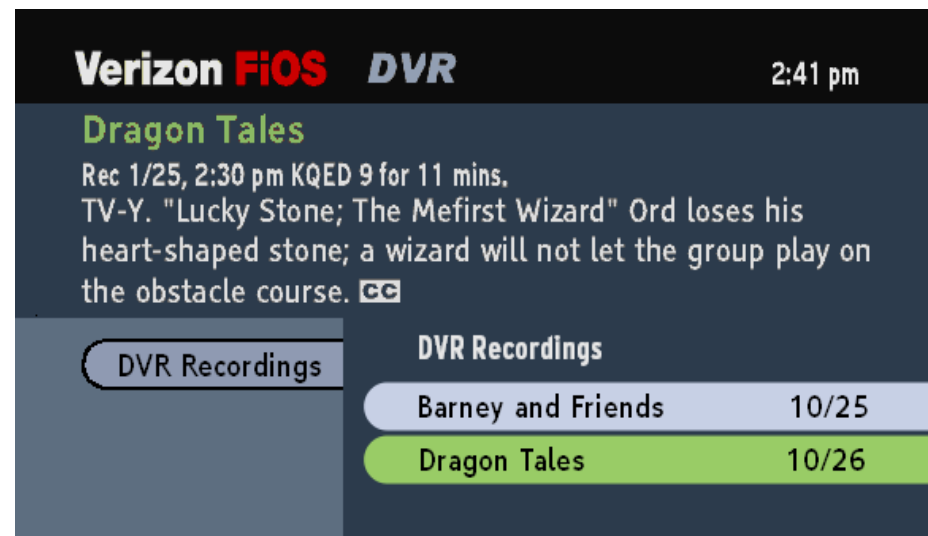 Verizon FiOS DVR 2:41 pm
Dragon Tales
Rec 1/25, 2:30 pm KQED 9 for 11 mins.
TV-Y. "Lucky Stone; The Mefirst Wizard" Ord loses his
heart-shaped stone; a wizard will not let the group play on
the obstacle course. CC
DVR Recordings
DVR Recordings
Barney and Friends 10/25
Dragon Tales 10/26